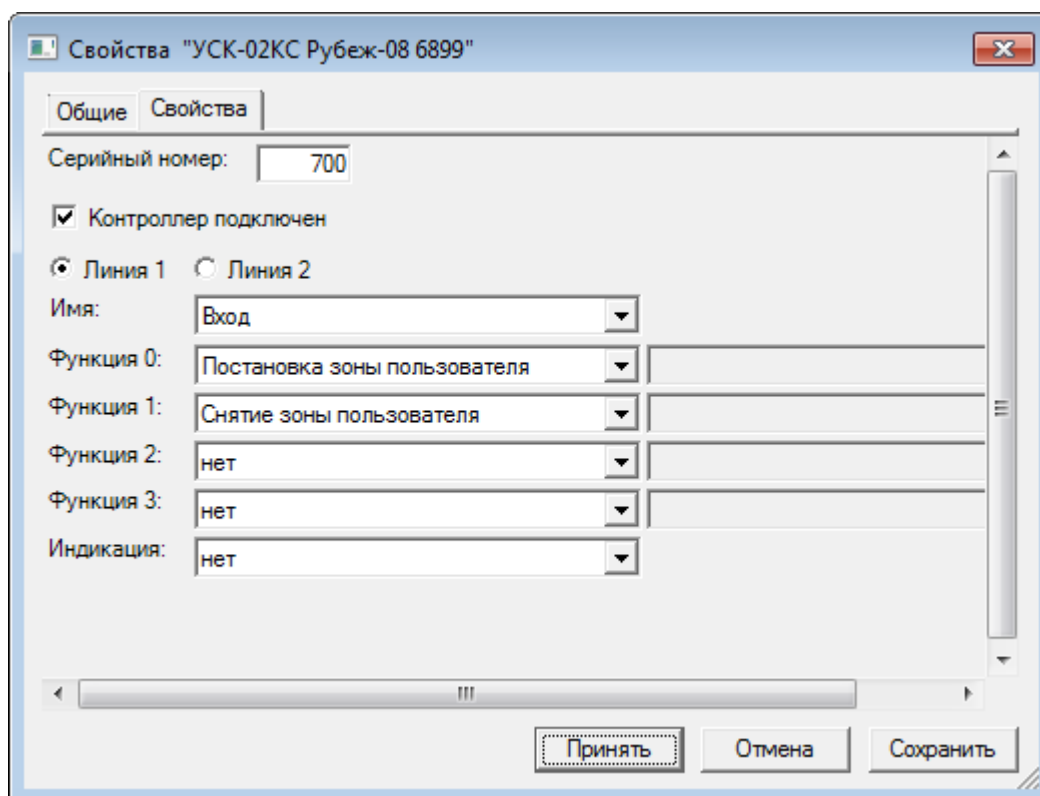 Свойства "УСК-02КС Рубеж-08 6899"
Общие Свойства
Серийный номер: 700
Контроллер подключен
Линия 1 Линия 2
Имя: Вход
Функция 0: Постановка зоны пользователя
Функция 1: Снятие зоны пользователя
Функция 2: нет
Функция 3: нет
Индикация: нет
Принять Отмена Сохранить